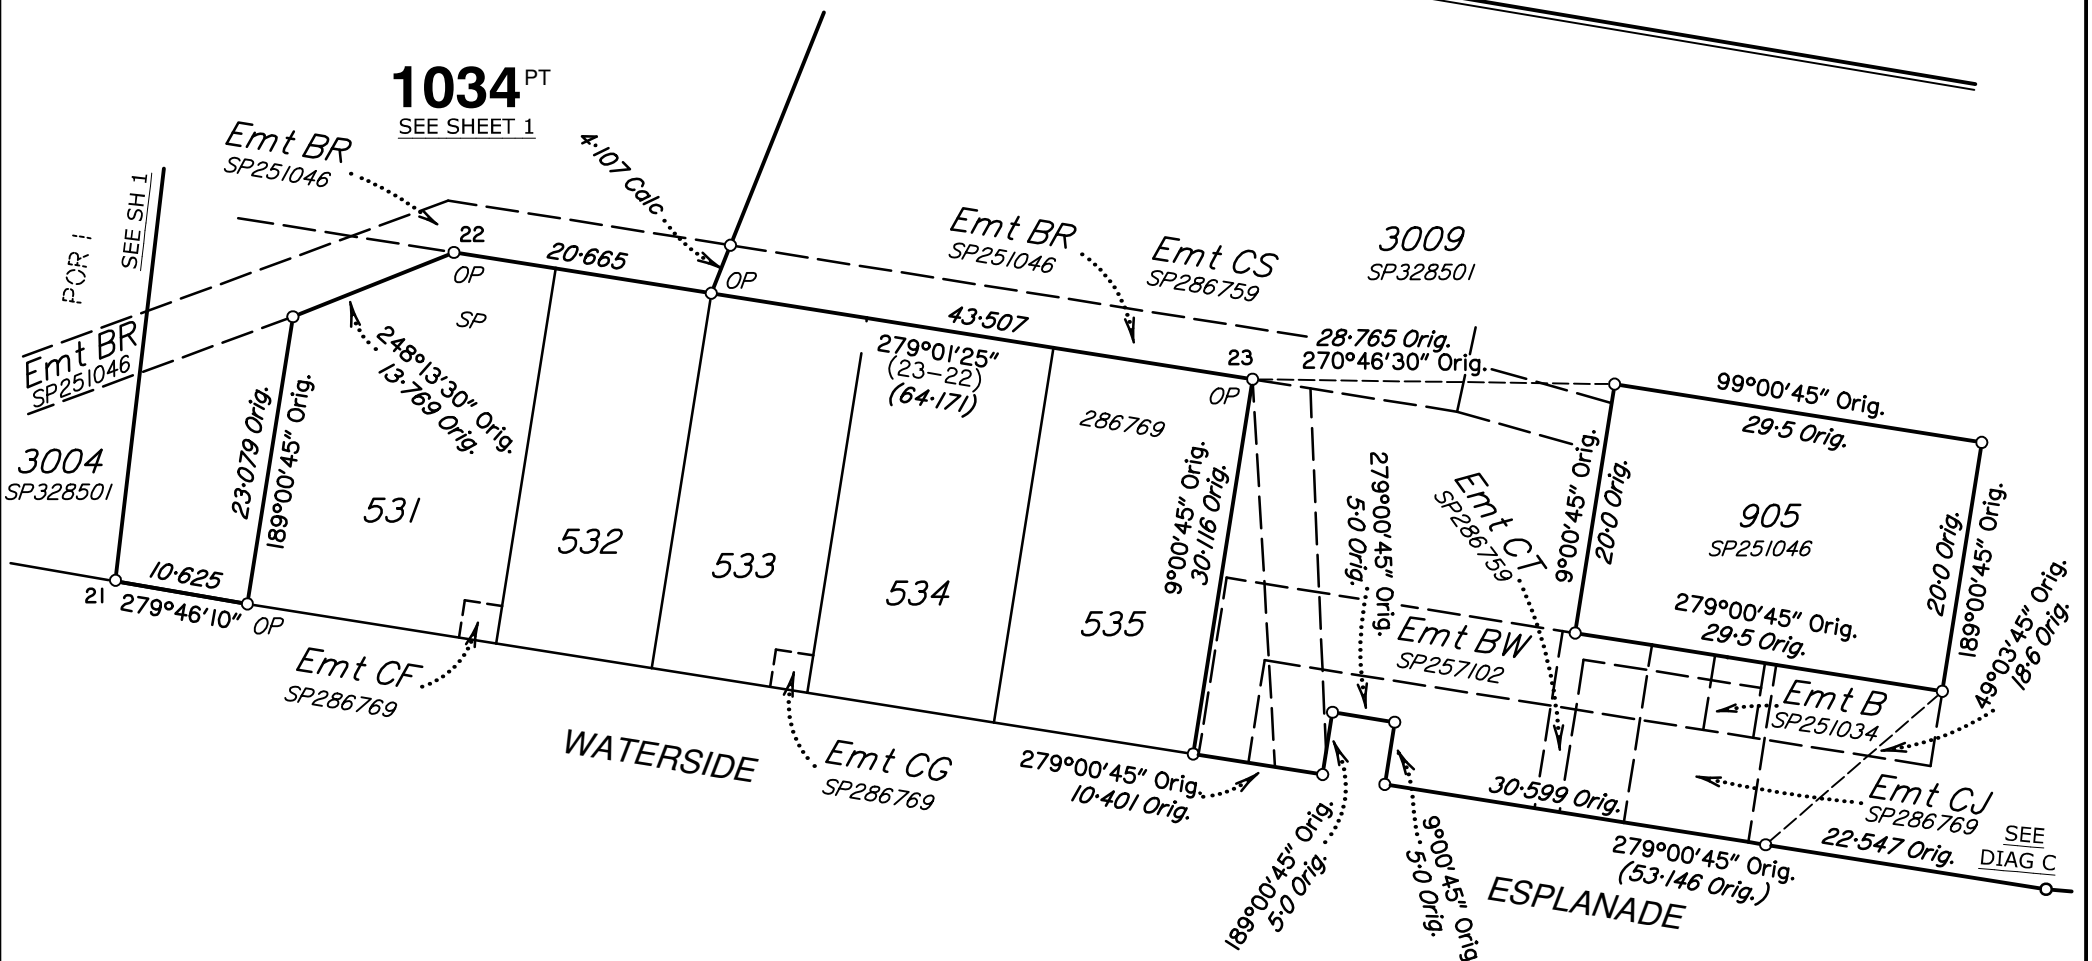 1034 PT
SEE SHEET 1
Emt BR
SP251046
4·107 Calc
POR 1
SEE SH 1
22
OP
20·665
OP
SP
Emt BR
SP251046
Emt CS
SP286759
3009
SP328501
43·507
279°01'25"
(23-22)
(64·171)
23
OP
28·765 Orig.
270°46'30" Orig.
99°00'45" Orig.
29·5 Orig.
Emt BR
SP251046
248°13'30" Orig.
13·769 Orig.
3004
SP328501
23·079 Orig.
189°00'45" Orig.
286769
9°00'45" Orig.
30·116 Orig.
279°00'45" Orig.
5·0 Orig.
Emt CT
SP286759
9°00'45" Orig.
20·0 Orig.
905
SP251046
20·0 Orig.
189°00'45" Orig.
531
532
533
534
535
10·625
21
279°46'10"
OP
279°00'45" Orig.
29·5 Orig.
49°03'45" Orig.
18·6 Orig.
Emt BW
SP257102
Emt B
SP251034
Emt CF
SP286769
Emt CG
SP286769
WATERSIDE
279°00'45" Orig.
10·401 Orig.
30·599 Orig.
Emt CJ
SP286769
SEE
DIAG C
22·547 Orig.
279°00'45" Orig.
(53·146 Orig.)
189°00'45" Orig.
5·0 Orig.
9°00'45" Orig
5·0 Orig.
ESPLANADE